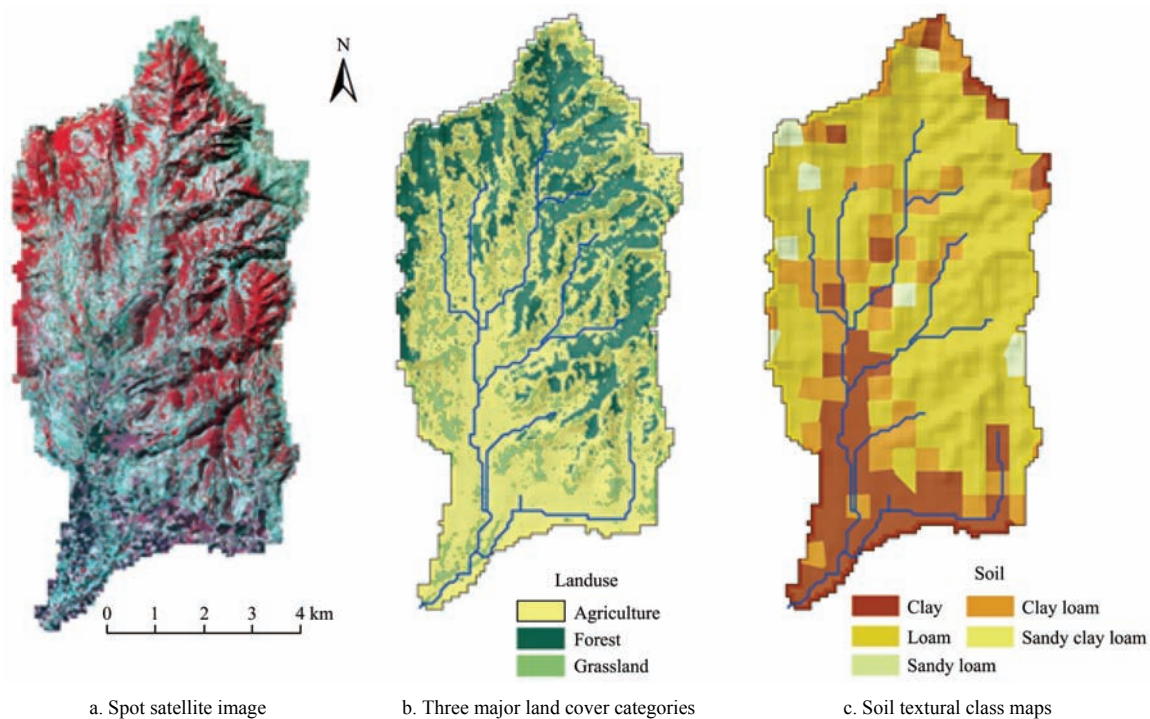 N
0 1 2 3 4 km
Landuse
Agriculture
Forest
Grassland
Soil
Clay
Clay loam
Loam
Sandy clay loam
Sandy loam
a. Spot satellite image
b. Three major land cover categories
c. Soil textural class maps